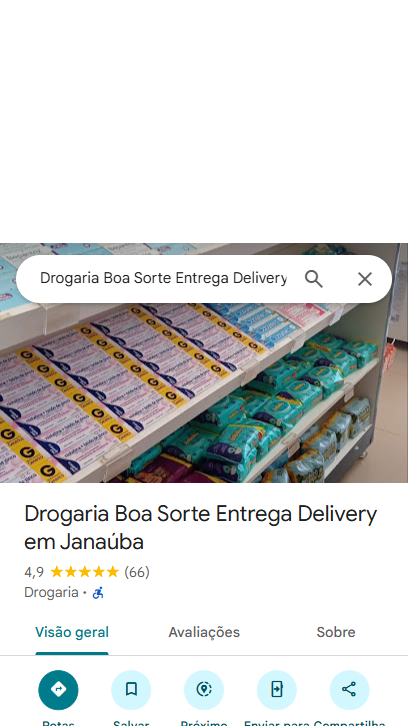 Drogaria Boa Sorte Entrega Delivery
Drogaria Boa Sorte Entrega Delivery
em Janaúba
4,9 (66)
Drogaria •
Visão geral
Avaliações
Sobre
Rotas
Salvar
Próximo
Enviar para
Compartilha